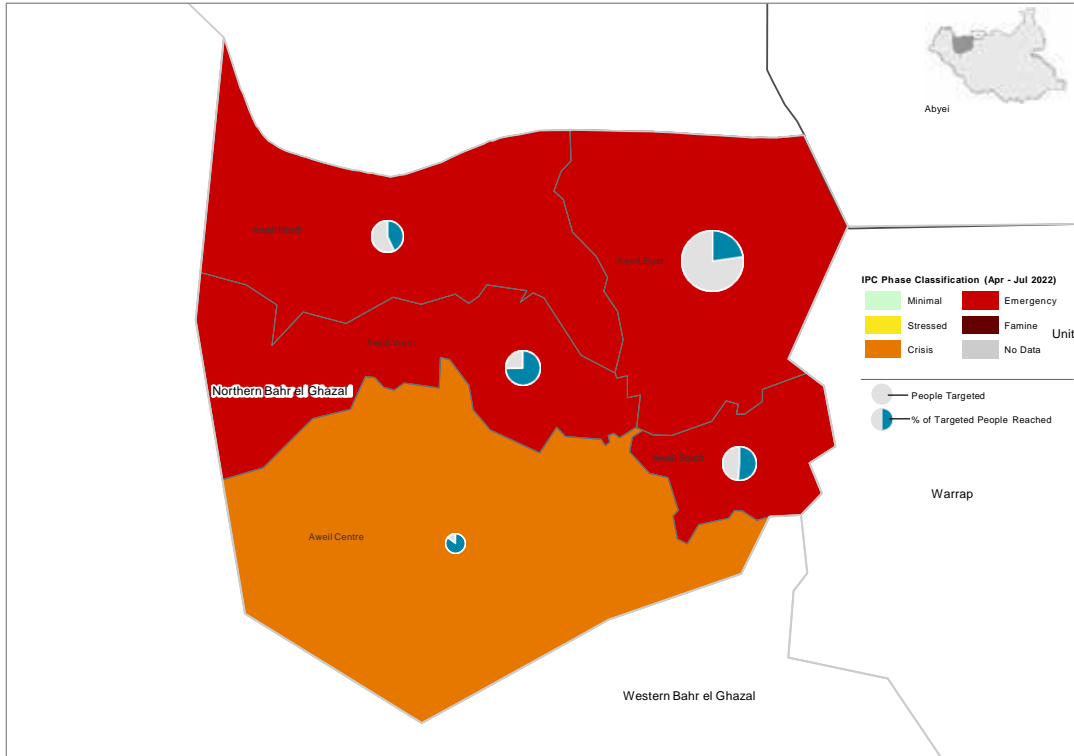 Abyei
Aweil North
Aweil East
IPC Phase Classification (Apr - Jul 2022)
Minimal
Emergency
Stressed
Famine
Unit
Crisis
No Data
Aweil West
Northern Bahr el Ghazal
People Targeted
% of Targeted People Reached
Aweil South
Warrap
Aweil Centre
Western Bahr el Ghazal